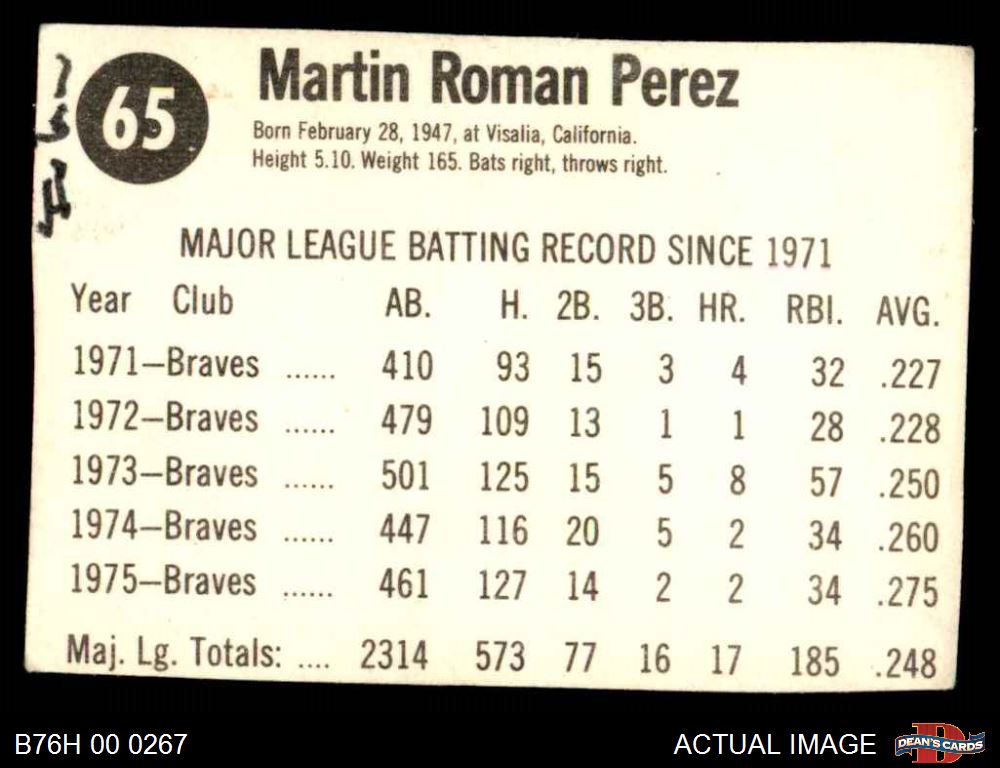 65
Martin Roman Perez
Born February 28, 1947, at Visalia, California.
Height 5.10. Weight 165. Bats right, throws right.
MAJOR LEAGUE BATTING RECORD SINCE 1971
Year Club AB. H. 2B. 3B. HR. RBI. AVG.
1971—Braves ...... 410 93 15 3 4 32 .227
1972—Braves ...... 479 109 13 1 1 28 .228
1973—Braves ...... 501 125 15 5 8 57 .250
1974—Braves ...... 447 116 20 5 2 34 .260
1975—Braves ...... 461 127 14 2 2 34 .275
Maj. Lg. Totals: .... 2314 573 77 16 17 185 .248
B76H 00 0267
ACTUAL IMAGE
D
DEAN'S CARDS